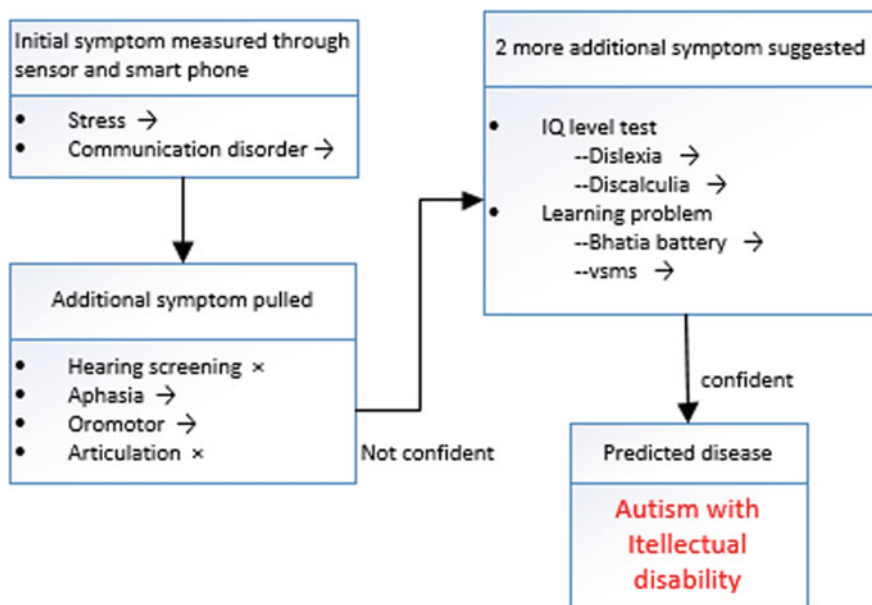 Initial symptom measured through
sensor and smart phone
• Stress →
• Communication disorder →
Additional symptom pulled
• Hearing screening ×
• Aphasia →
• Oromotor →
• Articulation ×
Not confident
2 more additional symptom suggested
• IQ level test
--Dislexia →
--Discalculia →
• Learning problem
--Bhatia battery →
--vsms →
confident
Predicted disease
Autism with
Itellectual
disability